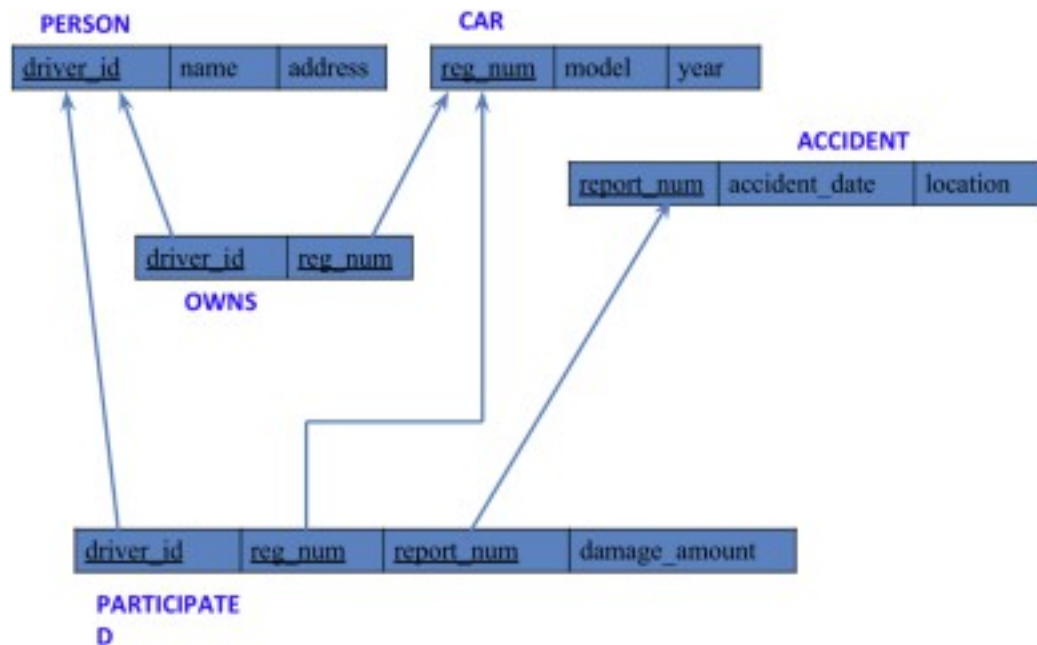 PERSON
CAR
driver_id name address
reg_num model year
ACCIDENT
report_num accident_date location
driver_id reg_num
OWNS
driver_id reg_num report_num damage_amount
PARTICIPATE
D